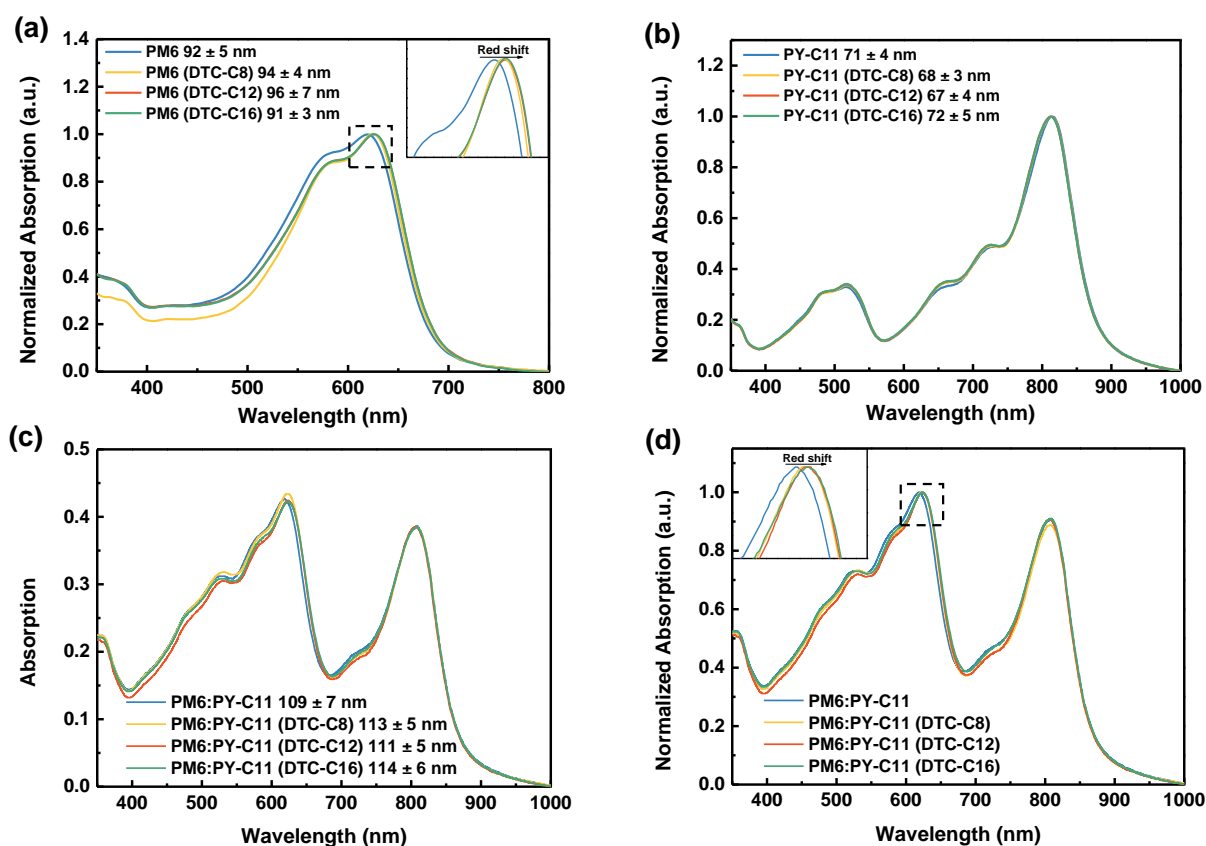 (a)
PM6 92 ± 5 nm
PM6 (DTC-C8) 94 ± 4 nm
PM6 (DTC-C12) 96 ± 7 nm
PM6 (DTC-C16) 91 ± 3 nm
Red shift
Normalized Absorption (a.u.)
1.4
1.2
1.0
0.8
0.6
0.4
0.2
0.0
400 500 600 700 800
Wavelength (nm)
(b)
PY-C11 71 ± 4 nm
PY-C11 (DTC-C8) 68 ± 3 nm
PY-C11 (DTC-C12) 67 ± 4 nm
PY-C11 (DTC-C16) 72 ± 5 nm
Normalized Absorption (a.u.)
1.2
1.0
0.8
0.6
0.4
0.2
0.0
400 500 600 700 800 900 1000
Wavelength (nm)
(c)
Absorption
0.5
0.4
0.3
0.2
0.1
0.0
PM6:PY-C11 109 ± 7 nm
PM6:PY-C11 (DTC-C8) 113 ± 5 nm
PM6:PY-C11 (DTC-C12) 111 ± 5 nm
PM6:PY-C11 (DTC-C16) 114 ± 6 nm
400 500 600 700 800 900 1000
Wavelength (nm)
(d)
Red shift
Normalized Absorption (a.u.)
1.0
0.8
0.6
0.4
0.2
0.0
PM6:PY-C11
PM6:PY-C11 (DTC-C8)
PM6:PY-C11 (DTC-C12)
PM6:PY-C11 (DTC-C16)
400 500 600 700 800 900 1000
Wavelength (nm)